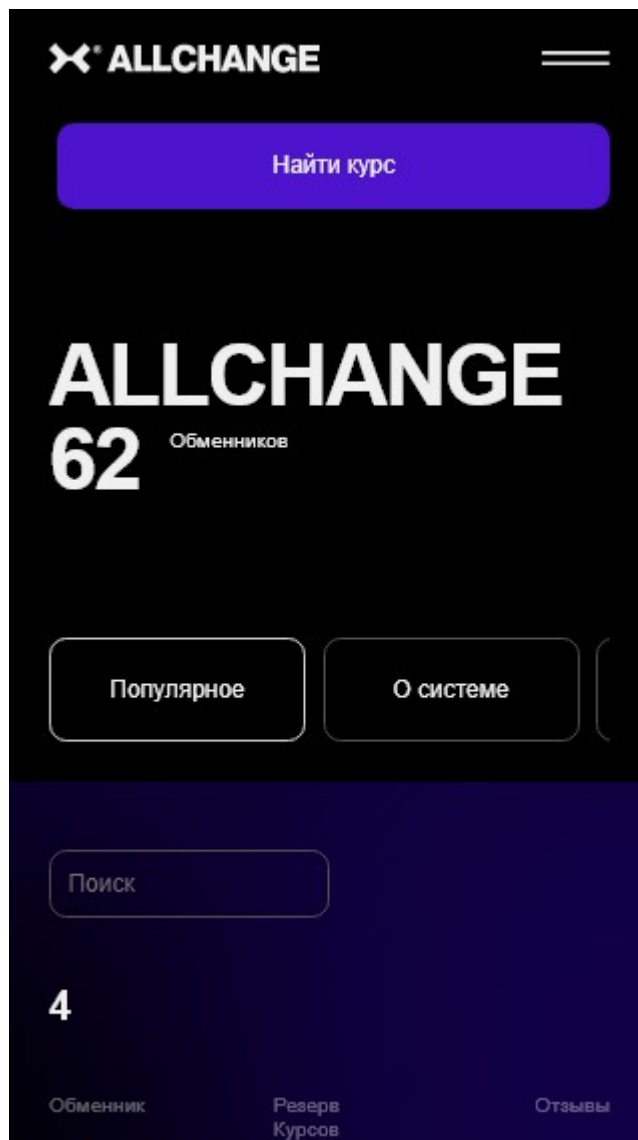 ALLCHANGE
Найти курс
ALLCHANGE
62 Обменников
Популярное О системе
Поиск
4
Обменник Резерв Отзывы
Курсов